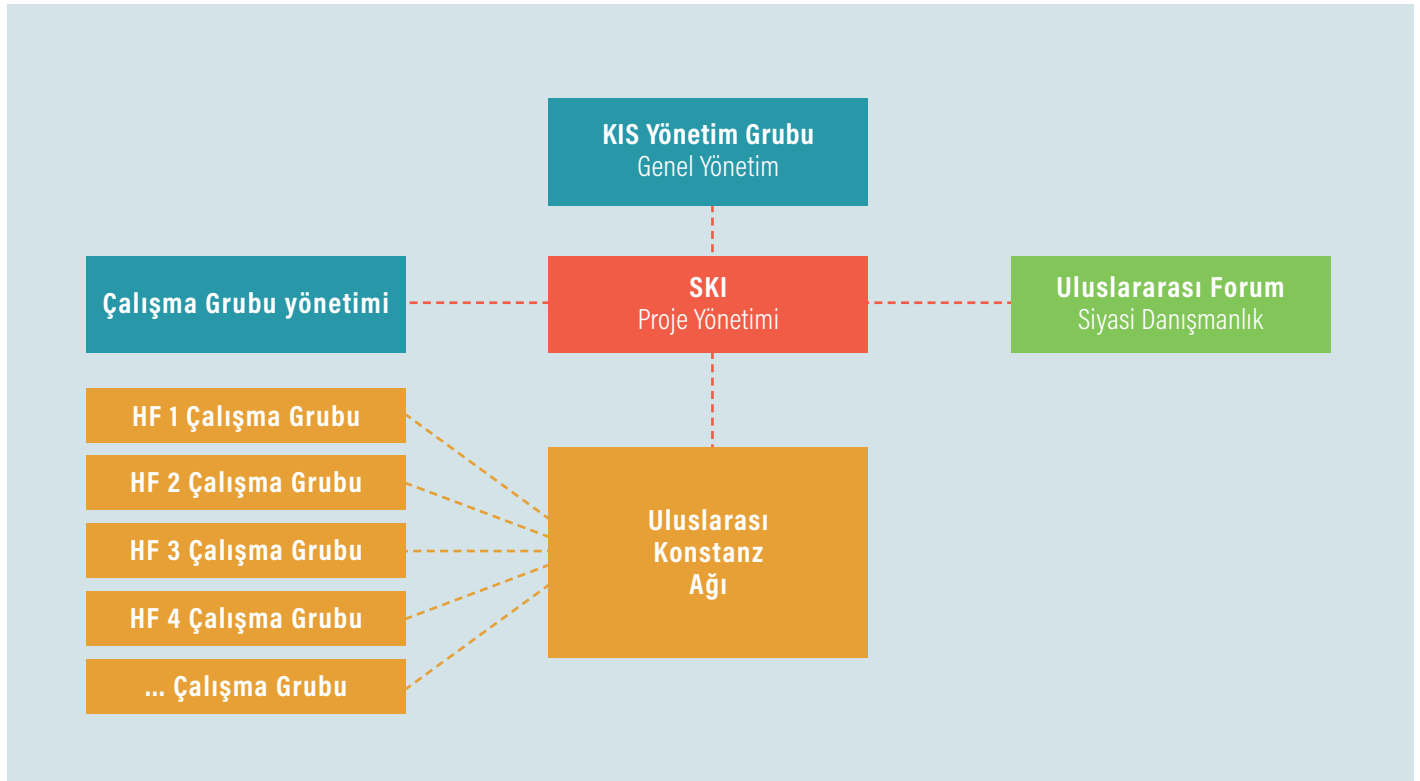 KIS Yönetim Grubu
Genel Yönetim
Çalışma Grubu yönetimi
SKI
Proje Yönetimi
Uluslararası Forum
Siyasi Danışmanlık
HF 1 Çalışma Grubu
HF 2 Çalışma Grubu
HF 3 Çalışma Grubu
HF 4 Çalışma Grubu
... Çalışma Grubu
Uluslarası
Konstanz
Ağı